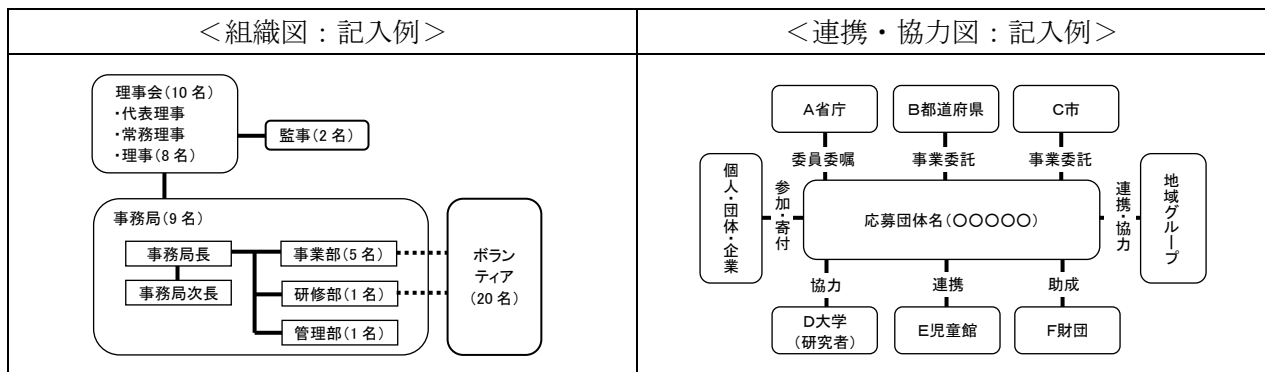 ＜組織図：記入例＞
理事会（10 名）
・代表理事
・常務理事
・理事（8 名）
監事（2 名）
事務局（9 名）
事務局長
事務局次長
事業部（5 名）
研修部（1 名）
管理部（1 名）
ボラン
ティア
（20 名）
＜連携・協力図：記入例＞
A省庁
B都道府県
C市
委員委嘱
事業委託
事業委託
個人・団体・企業
参加・寄付
応募団体名（○○○○○）
連携・協力
地域グループ
協力
連携
助成
D大学
（研究者）
E児童館
F財団